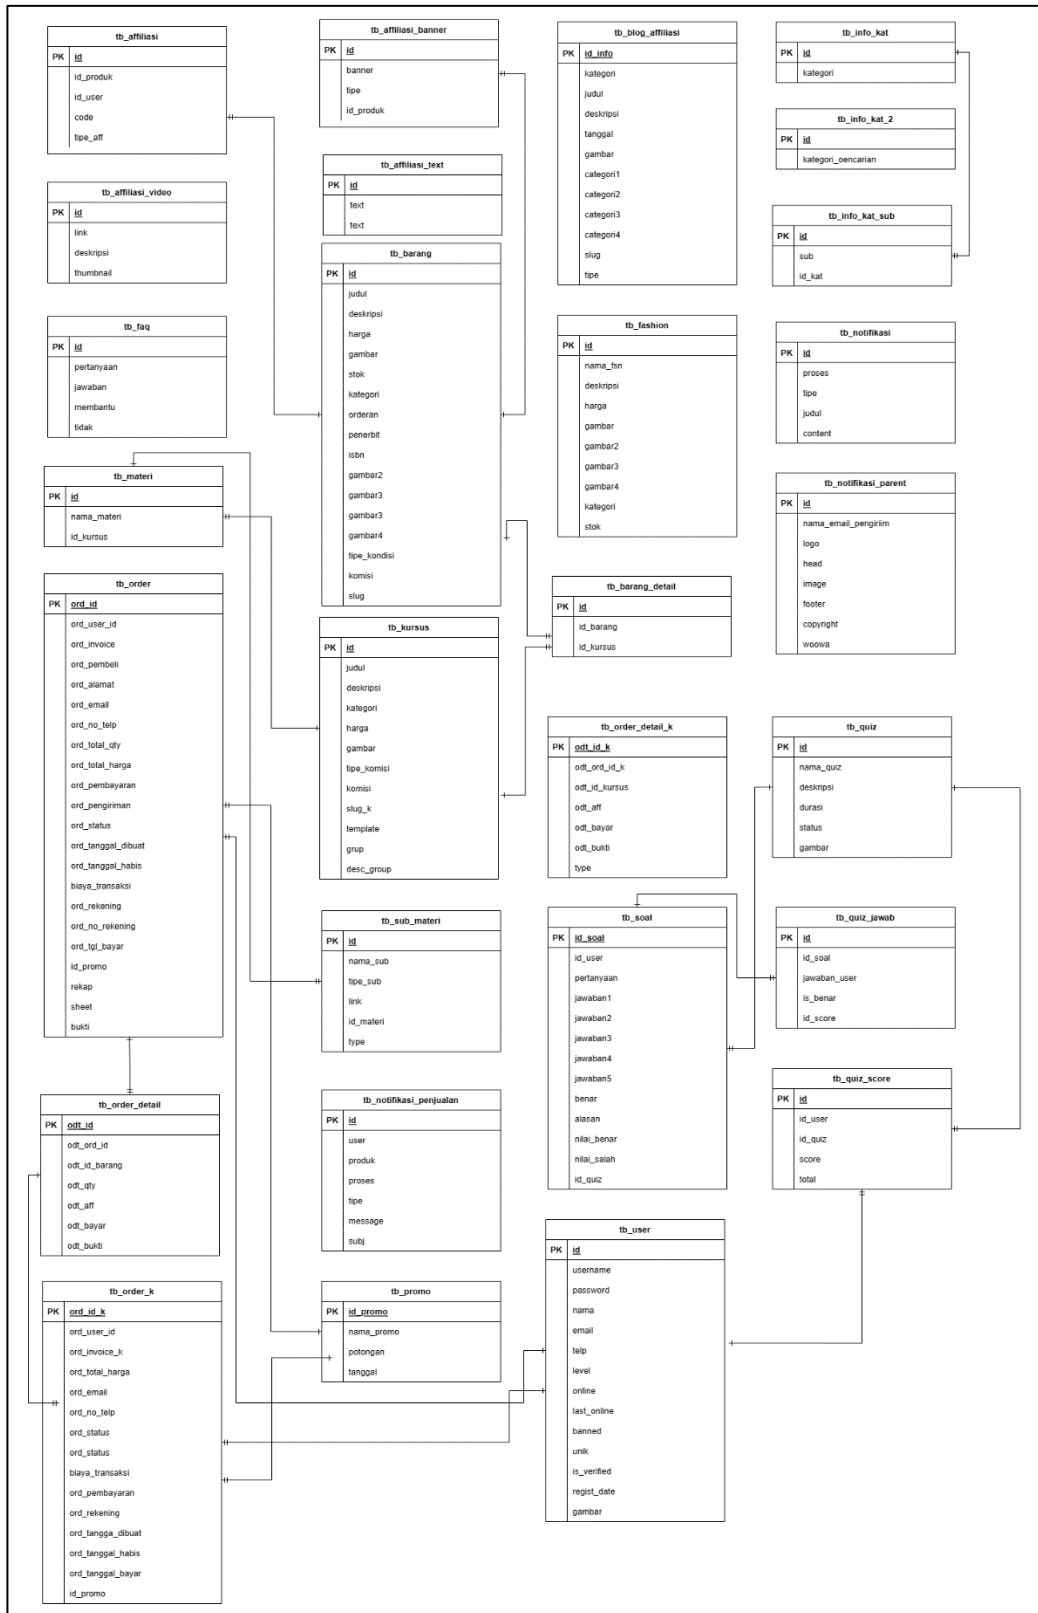 tb_affiliasi
PK id
id_produk
id_user
code
tipe_aff
tb_affiliasi_banner
PK id
banner
tipe
id_produk
tb_blog_affiliasi
PK id_info
kategori
judul
deskripsi
tanggal
gambar
categori1
categori2
categori3
categori4
slug
tipe
tb_info_kat
PK id
kategori
tb_info_kat_2
PK id
kategori_oencarian
tb_affiliasi_video
PK id
link
deskripsi
thumbnail
tb_affiliasi_text
PK id
text
text
tb_info_kat_sub
PK id
sub
id_kat
tb_barang
PK id
judul
deskripsi
harga
gambar
stok
kategori
orderan
penerbit
isbn
gambar2
gambar3
gambar3
gambar4
tipe_kondisi
komisi
slug
tb_faq
PK id
pertanyaan
jawaban
membantu
tidak
tb_fashion
PK id
nama_fsn
deskripsi
harga
gambar
gambar2
gambar3
gambar4
kategori
stok
tb_notifikasi
PK id
proses
tipe
judul
content
tb_materi
PK id
nama_materi
id_kursus
tb_notifikasi_parent
PK id
nama_email_pengiriim
logo
head
image
footer
copyright
woowa
tb_order
PK ord_id
ord_user_id
ord_invoice
ord_pembeli
ord_alamat
ord_email
ord_no_telp
ord_total_qty
ord_total_harga
ord_pembayaran
ord_pengiriman
ord_status
ord_tanggal_dibuat
ord_tanggal_habis
biaya_transaksi
ord_rekening
ord_no_rekening
ord_tgl_bayar
id_promo
rekap
sheet
bukti
tb_kursus
PK id
judul
deskripsi
kategori
harga
gambar
tipe_komisi
komisi
slug_k
template
grup
desc_group
tb_barang_detail
PK id
id_barang
id_kursus
tb_order_detail_k
PK odt_id_k
odt_ord_id_k
odt_id_kursus
odt_aff
odt_bayar
odt_bukti
type
tb_quiz
PK id
nama_quiz
deskripsi
durasi
status
gambar
tb_sub_materi
PK id
nama_sub
tipe_sub
link
id_materi
type
tb_soal
PK id_soal
id_user
pertanyaan
jawaban1
jawaban2
jawaban3
jawaban4
jawaban5
benar
alasan
nilai_benar
nilai_salah
id_quiz
tb_quiz_jawab
PK id
id_soal
jawaban_user
is_benar
id_score
tb_quiz_score
PK id
id_user
id_quiz
score
total
tb_order_detail
PK odt_id
odt_ord_id
odt_id_barang
odt_qty
odt_aff
odt_bayar
odt_bukti
tb_notifikasi_penjualan
PK id
user
produk
proses
tipe
message
subj
tb_user
PK id
username
password
nama
email
telp
level
online
last_online
banned
unik
is_verified
regist_date
gambar
tb_order_k
PK ord_id_k
ord_user_id
ord_invoice_k
ord_total_harga
ord_email
ord_no_telp
ord_status
ord_status
biaya_transaksi
ord_pembayaran
ord_rekening
ord_tangga_dibuat
ord_tanggal_habis
ord_tanggal_bayar
id_promo
tb_promo
PK id_promo
nama_promo
potongan
tanggal